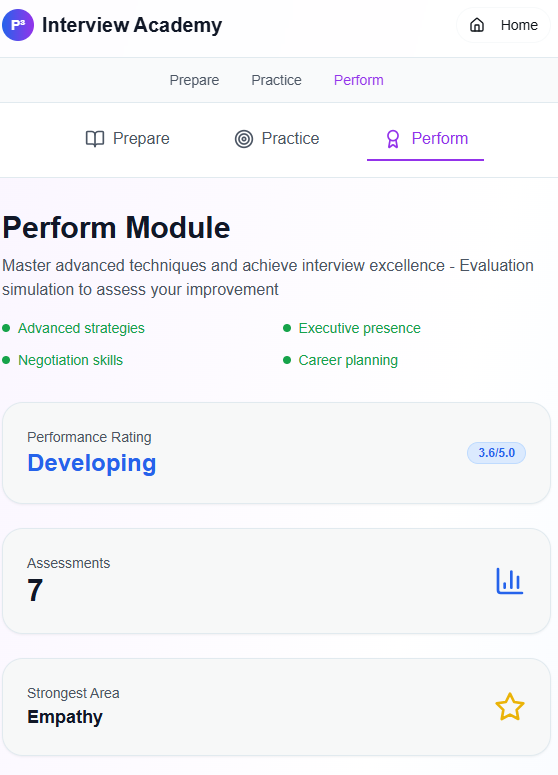 P³ Interview Academy
Home
Prepare Practice Perform
Prepare Practice Perform
Perform Module
Master advanced techniques and achieve interview excellence - Evaluation
simulation to assess your improvement
Advanced strategies
Executive presence
Negotiation skills
Career planning
Performance Rating
Developing
3.6/5.0
Assessments
7
Strongest Area
Empathy